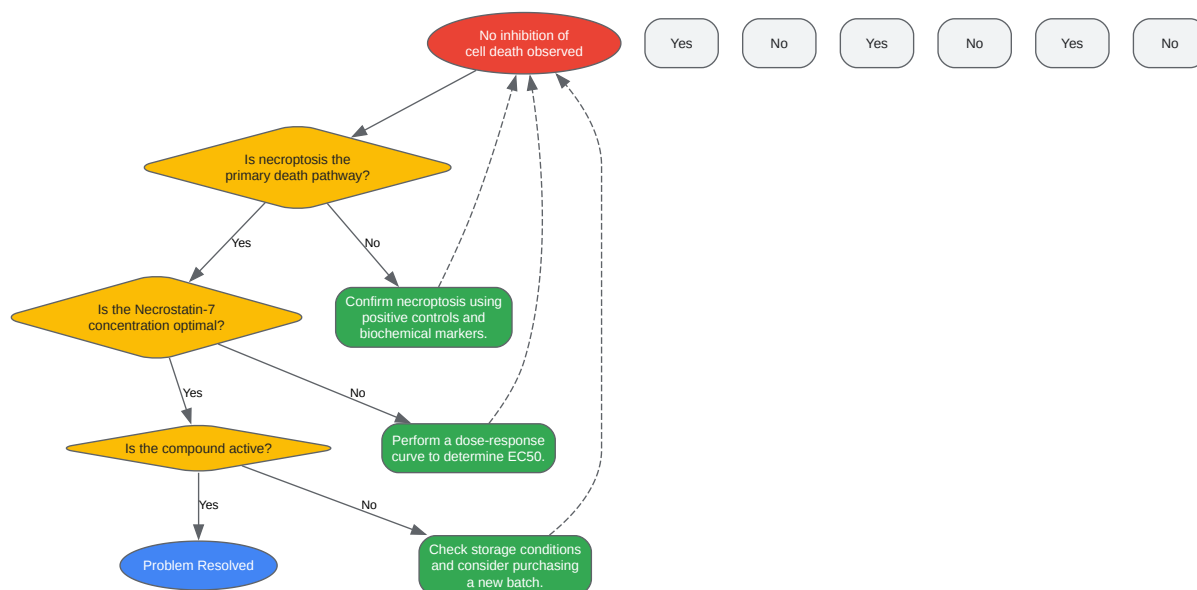 No inhibition of
cell death observed
Yes
No
Yes
No
Yes
No
Is necroptosis the
primary death pathway?
Yes
No
Is the Necrostatin-7
concentration optimal?
Confirm necroptosis using
positive controls and
biochemical markers.
Yes
No
Is the compound active?
Perform a dose-response
curve to determine EC50.
Yes
No
Problem Resolved
Check storage conditions
and consider purchasing
a new batch.